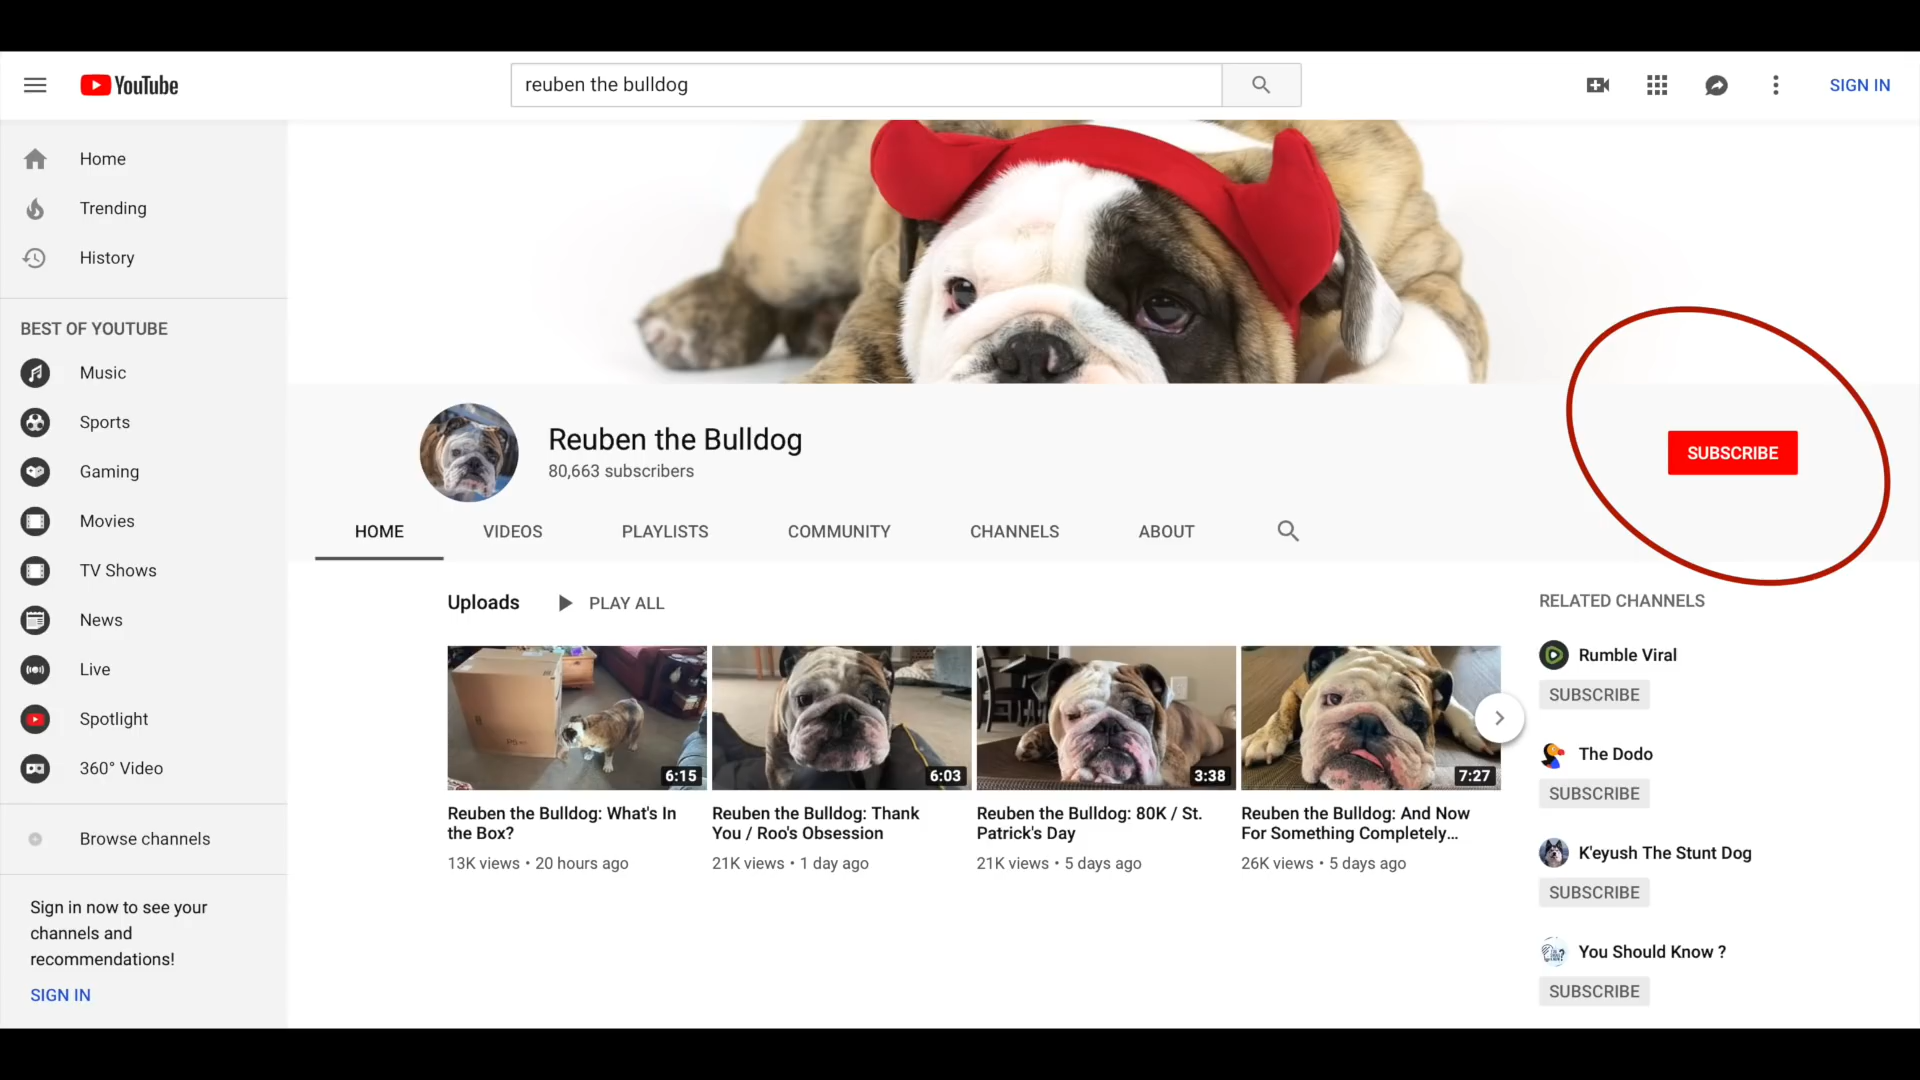 YouTube
reuben the bulldog
SIGN IN
Home
Trending
History
BEST OF YOUTUBE
Music
Sports
Gaming
Movies
TV Shows
News
Live
Spotlight
360° Video
Browse channels
Sign in now to see your
channels and
recommendations!
SIGN IN
Reuben the Bulldog
80,663 subscribers
SUBSCRIBE
HOME
VIDEOS
PLAYLISTS
COMMUNITY
CHANNELS
ABOUT
Uploads
PLAY ALL
6:15
Reuben the Bulldog: What's In
the Box?
13K views • 20 hours ago
6:03
Reuben the Bulldog: Thank
You / Roo's Obsession
21K views • 1 day ago
3:38
Reuben the Bulldog: 80K / St.
Patrick's Day
21K views • 5 days ago
7:27
Reuben the Bulldog: And Now
For Something Completely...
26K views • 5 days ago
RELATED CHANNELS
Rumble Viral
SUBSCRIBE
The Dodo
SUBSCRIBE
K'eyush The Stunt Dog
SUBSCRIBE
You Should Know ?
SUBSCRIBE